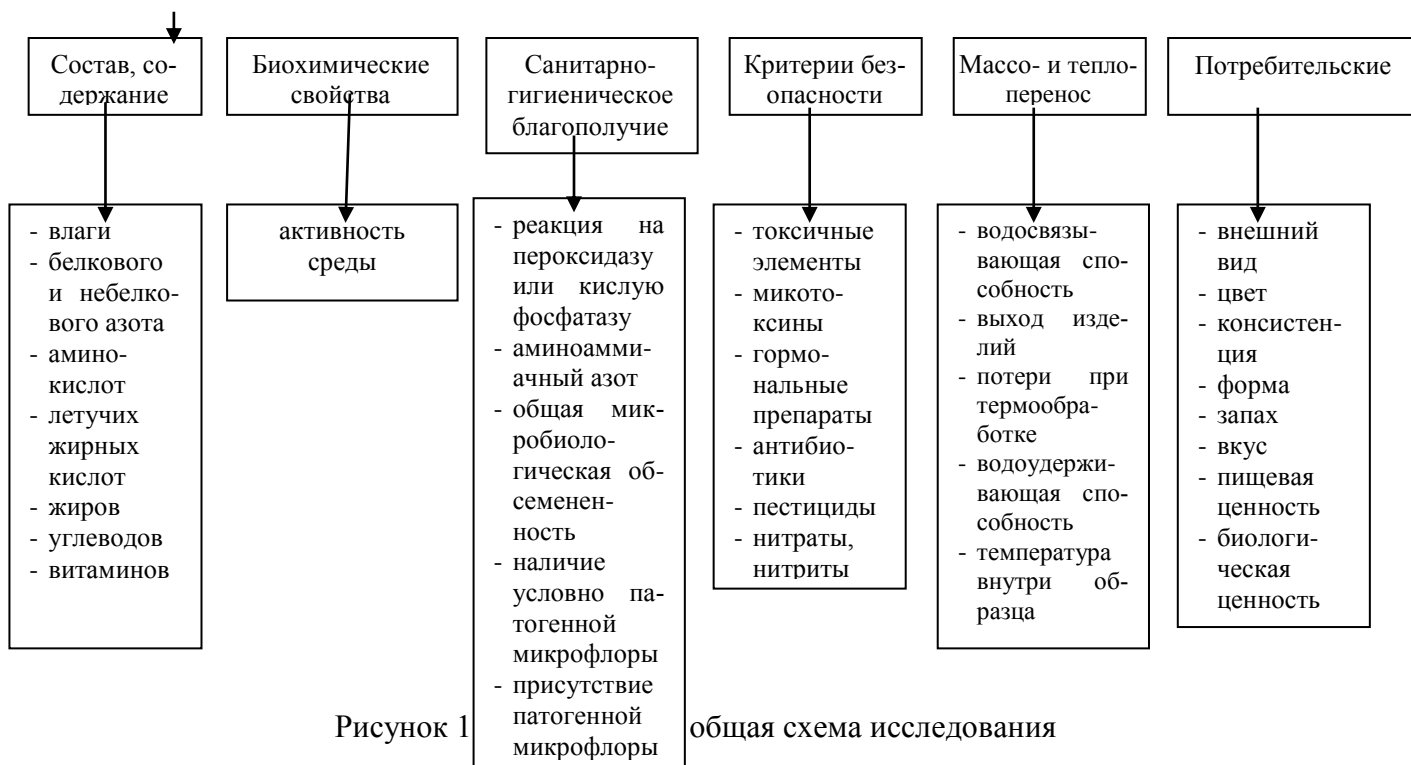 Состав, со-
держание
Биохимические
свойства
Санитарно-
гигиеническое
благополучие
Критерии без-
опасности
Массо- и тепло-
перенос
Потребительские
- влаги
- белкового
и небелко-
вого азота
- амино-
кислот
- летучих
жирных
кислот
- жиров
- углеводов
- витаминов
активность
среды
- реакция на
пероксидазу
или кислую
фосфатазу
- аминоамми-
ачный азот
- общая мик-
робиоло-
гическая об-
семенен-
ность
- наличие
условно па-
тогенной
микрофлоры
- присутствие
патогенной
микрофлоры
- токсичные
элементы
- микото-
ксины
- гормо-
нальные
препараты
- антибио-
тики
- пестициды
- нитраты,
нитриты
- водосвязы-
вающая спо-
собность
- выход изде-
лий
- потери при
термообра-
ботке
- водоудержи-
вающая спо-
собность
- температура
внутри об-
разца
- внешний
вид
- цвет
- консистен-
ция
- форма
- запах
- вкус
- пищевая
ценность
- биологи-
ческая
ценность
Рисунок 1 общая схема исследования